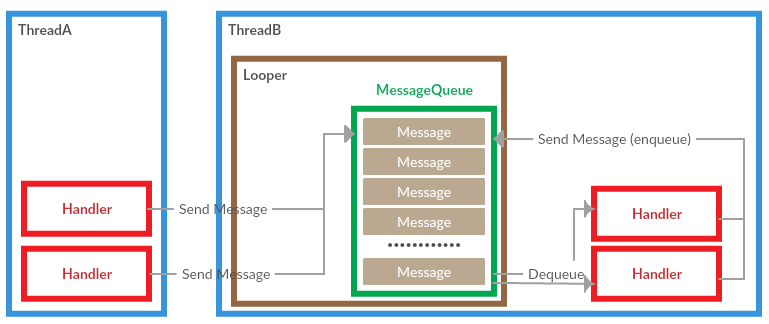 ThreadA
ThreadB
Looper
MessageQueue
Message
Send Message (enqueue)
Message
Message
Handler
Send Message
Message
Handler
Handler
Send Message
Message
Dequeue
Handler